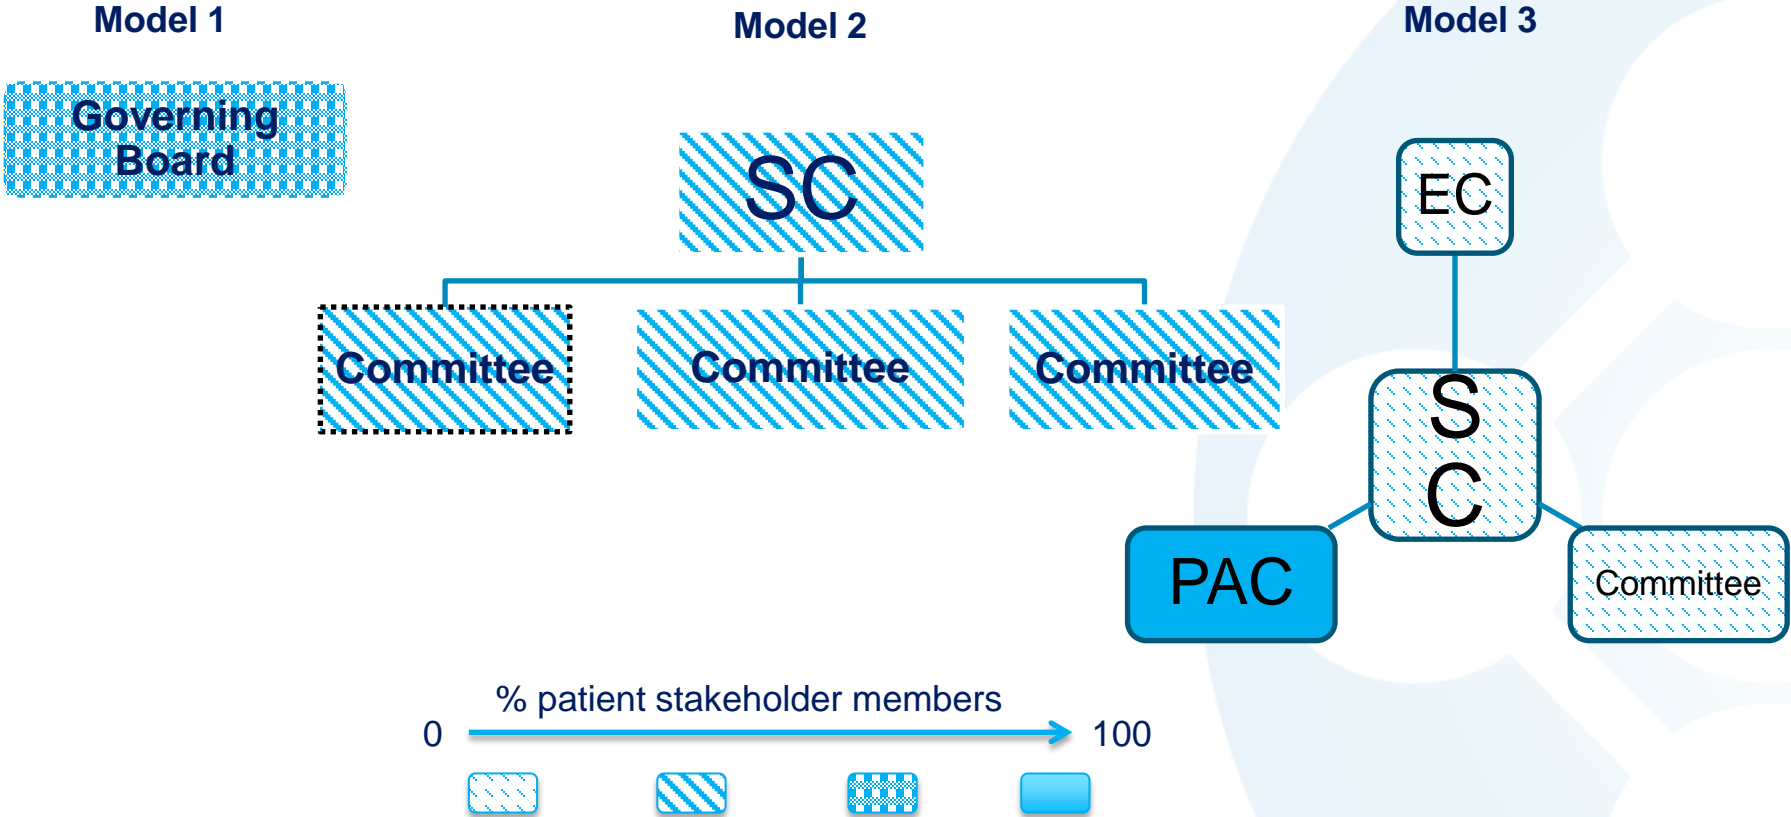 Model 1
Model 2
Model 3
Governing
Board
SC
EC
Committee
Committee
Committee
S
C
PAC
Committee
% patient stakeholder members
0
100